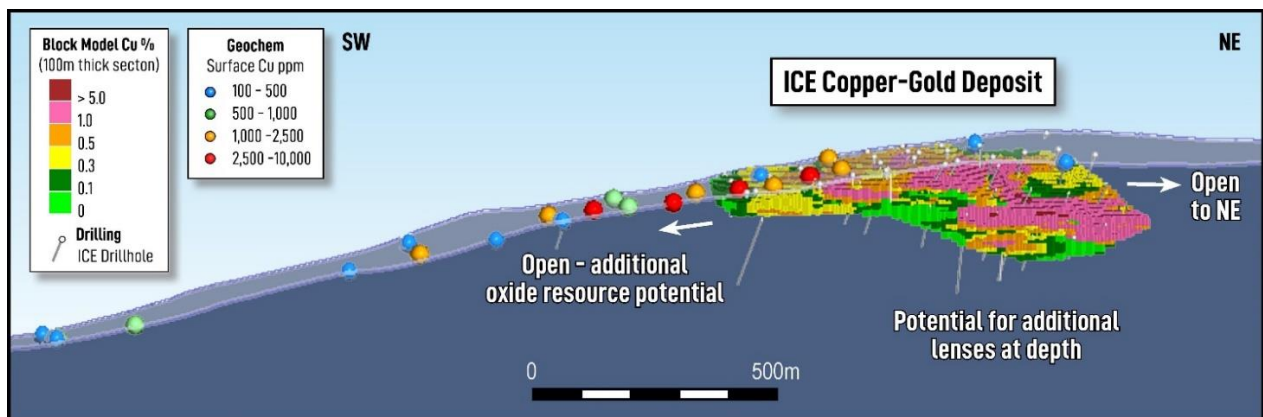 Block Model Cu %
(100m thick secton)
> 5.0
1.0
0.5
0.3
0.1
0
Drilling
ICE Drillhole
Geochem
Surface Cu ppm
100 - 500
500 - 1,000
1,000 -2,500
2,500 -10,000
SW
NE
ICE Copper-Gold Deposit
Open
to NE
Open - additional
oxide resource potential
Potential for additional
lenses at depth
0
500m